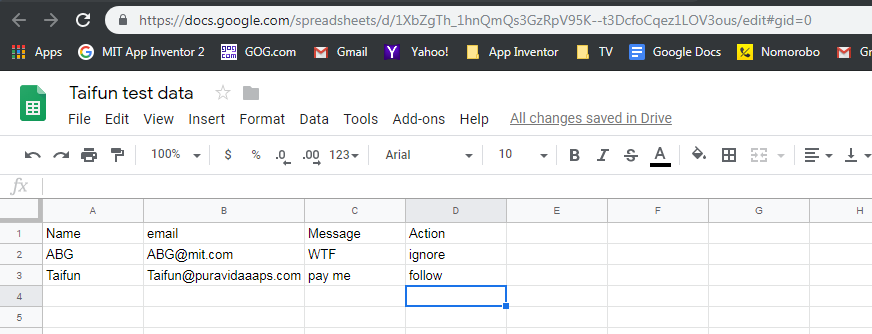 https://docs.google.com/spreadsheets/d/1XbZgTh_1hnQmQs3GzRpV95K--t3DcfoCqez1LOV3ous/edit#gid=0
Apps G MIT App Inventor 2 GOG COM GOG.com Gmail Y Yahoo! App Inventor TV Google Docs Nomorobo Gr
Taifun test data
File Edit View Insert Format Data Tools Add-ons Help All changes saved in Drive
100% $ % .0 .00 123 Arial 10 B I S A
fx
A B C D E F G H
1 Name email Message Action
2 ABG ABG@mit.com WTF ignore
3 Taifun Taifun@puravidaaaps.com pay me follow
4
5